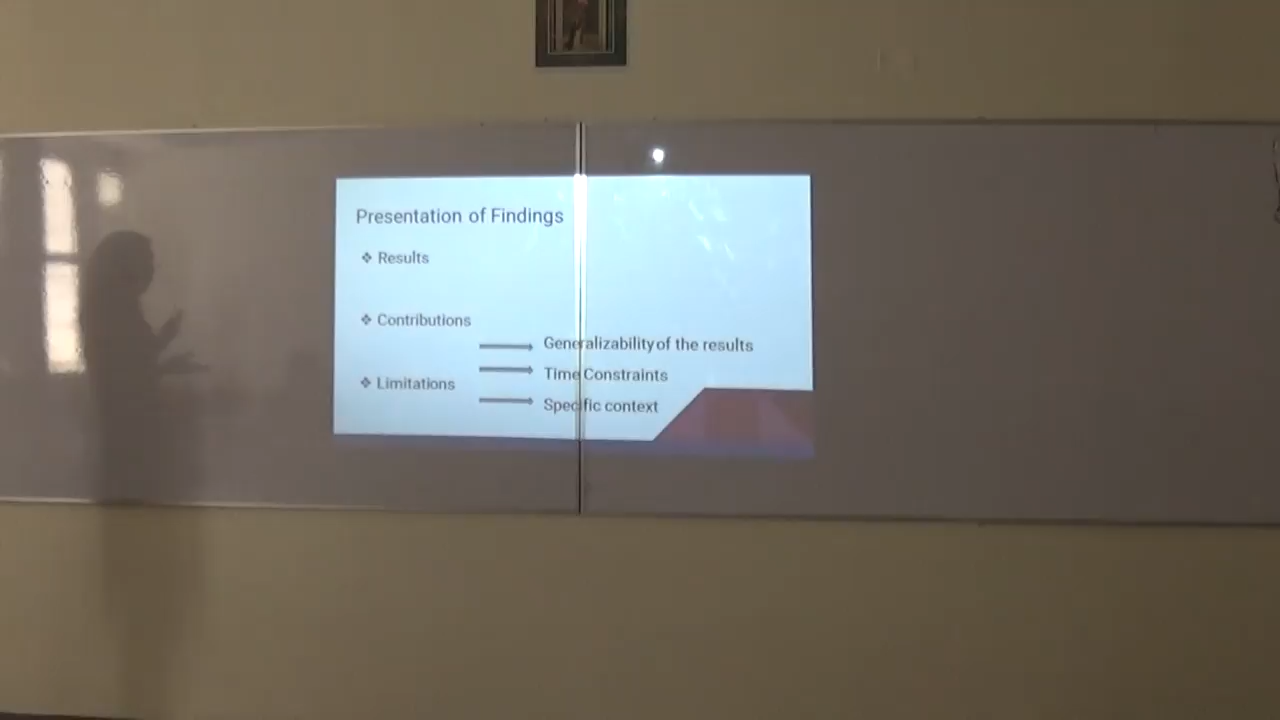 Presentation of Findings
❖ Results
❖ Contributions
Generalizability of the results
Time Constraints
❖ Limitations
Specific context